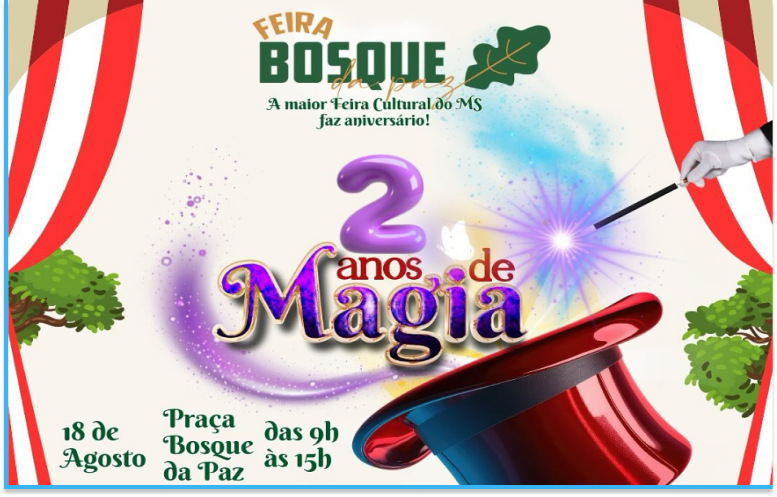 FEIRA
BOSQUE
da paz
A maior Feira Cultural do MS
faz aniversário!
2
anos de
Magia
18 de
Agosto
Praça
Bosque
da Paz
das 9h
às 15h